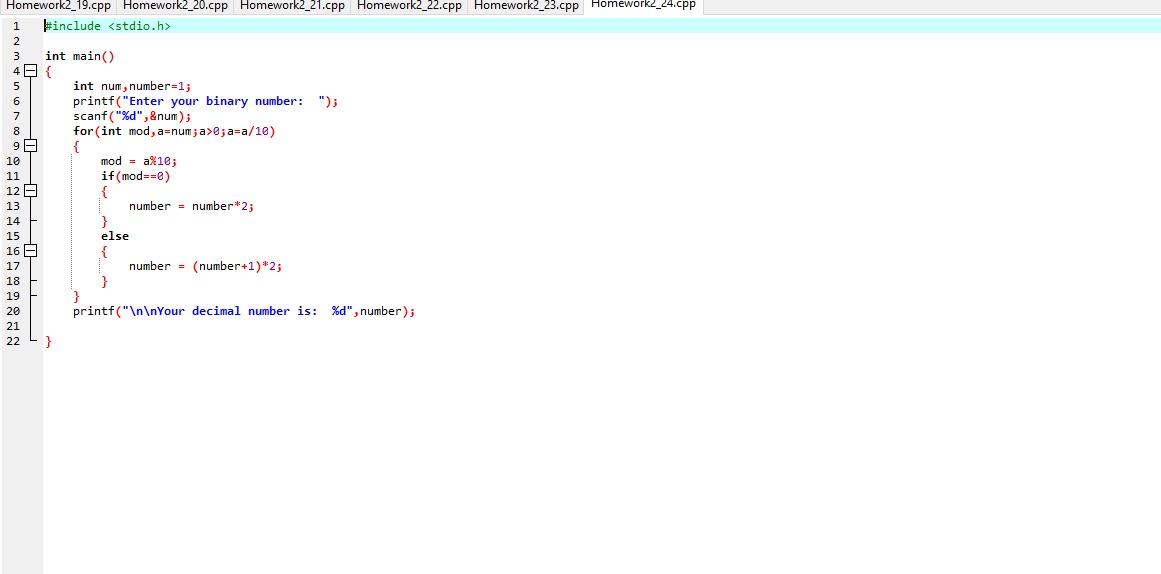 Homework2_19.cpp Homework2_20.cpp Homework2_21.cpp Homework2_22.cpp Homework2_23.cpp Homework2_24.cpp
1 #include <stdio.h>
2
3 int main()
4 {
5 int num,number=1;
6 printf("Enter your binary number:  ");
7 scanf("%d",&num);
8 for(int mod,a=num;a>0;a=a/10)
9 {
10 mod = a%10;
11 if(mod==0)
12 {
13 number = number*2;
14 }
15 else
16 {
17 number = (number+1)*2;
18 }
19 }
20 printf("\n\nYour decimal number is:  %d",number);
21
22 }